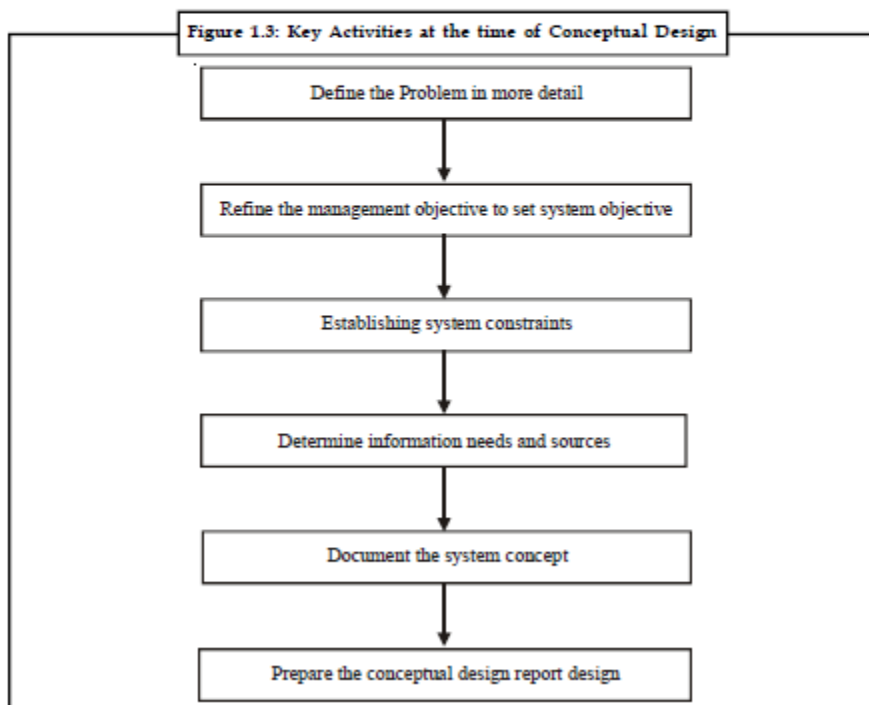 Figure 1.3: Key Activities at the time of Conceptual Design
Define the Problem in more detail
Refine the management objective to set system objective
Establishing system constraints
Determine information needs and sources
Document the system concept
Prepare the conceptual design report design